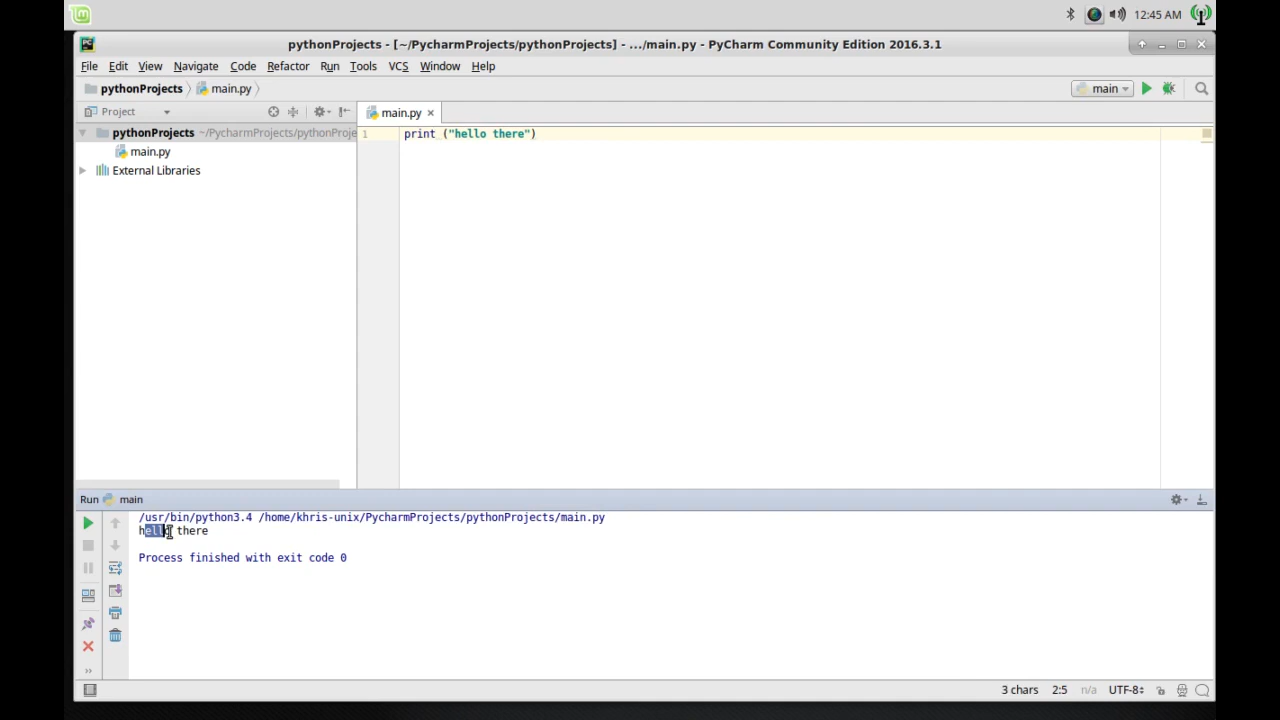 12:45 AM
pythonProjects - [~/PycharmProjects/pythonProjects] - .../main.py - PyCharm Community Edition 2016.3.1
File Edit View Navigate Code Refactor Run Tools VCS Window Help
pythonProjects main.py main
Project main.py
pythonProjects ~/PycharmProjects/pythonProje
1 print ("hello there")
main.py
External Libraries
Run main
/usr/bin/python3.4 /home/khris-unix/PycharmProjects/pythonProjects/main.py
hello there
Process finished with exit code 0
3 chars 2:5 n/a UTF-8